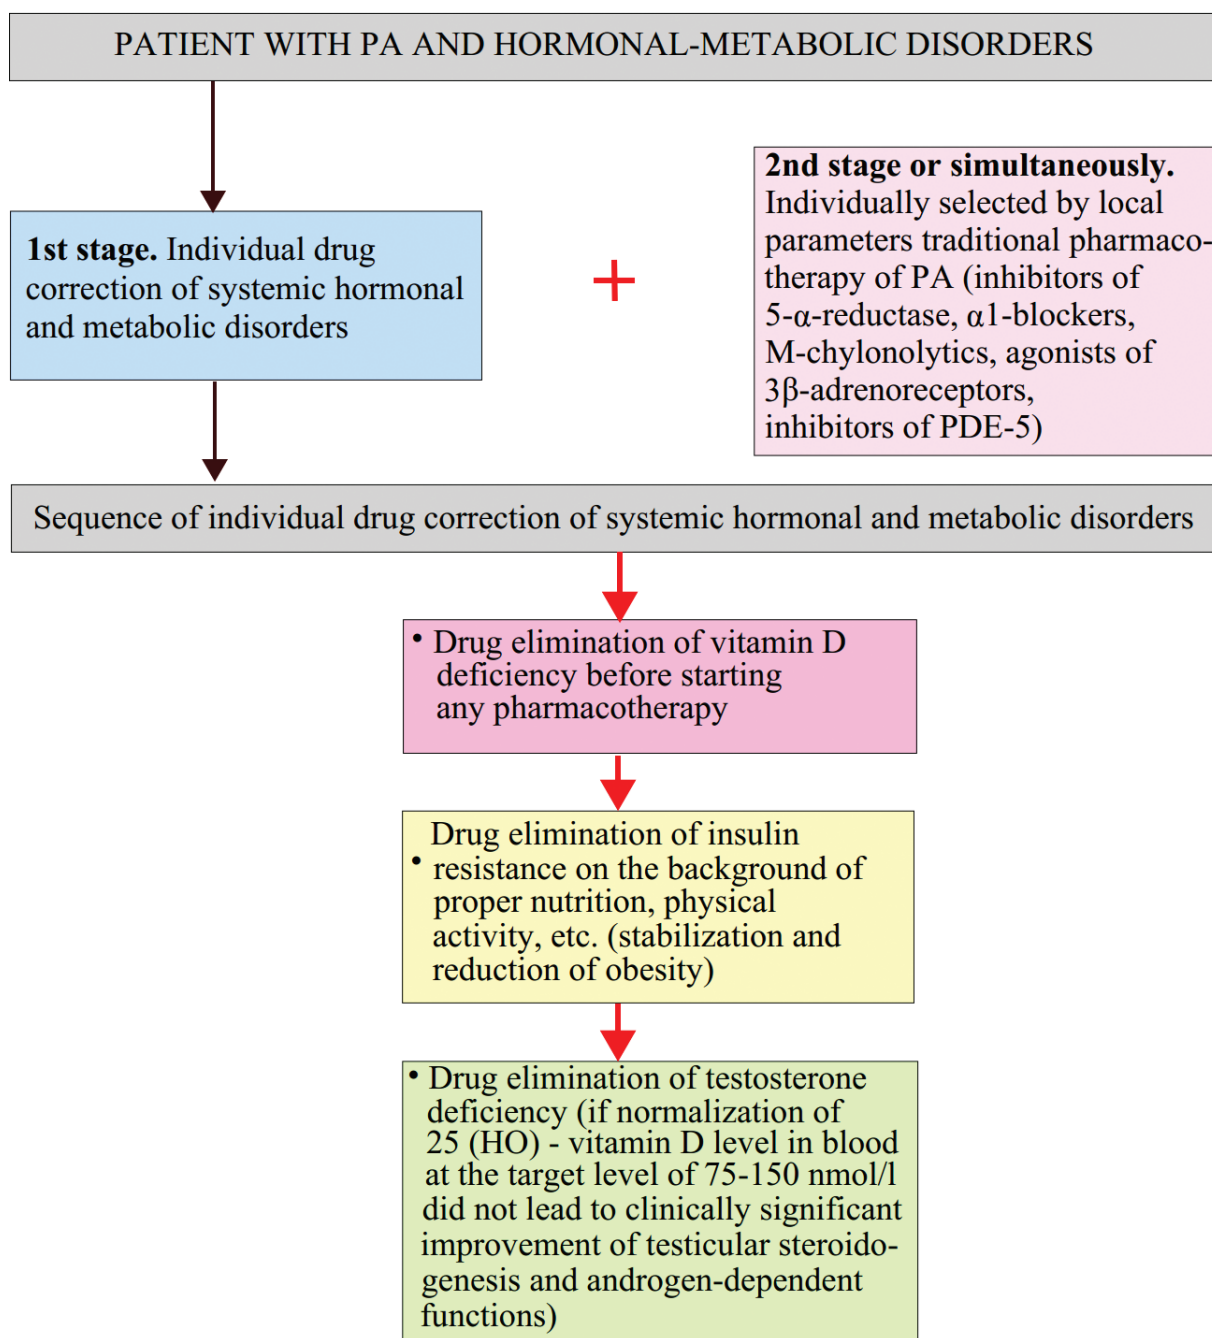 PATIENT WITH PA AND HORMONAL-METABOLIC DISORDERS
1st stage. Individual drug
correction of systemic hormonal
and metabolic disorders
+
2nd stage or simultaneously.
Individually selected by local
parameters traditional pharmaco-
therapy of PA (inhibitors of
5-α-reductase, α1-blockers,
M-chylonolytics, agonists of
3β-adrenoreceptors,
inhibitors of PDE-5)
Sequence of individual drug correction of systemic hormonal and metabolic disorders
• Drug elimination of vitamin D
deficiency before starting
any pharmacotherapy
Drug elimination of insulin
• resistance on the background of
proper nutrition, physical
activity, etc. (stabilization and
reduction of obesity)
• Drug elimination of testosterone
deficiency (if normalization of
25 (HO) - vitamin D level in blood
at the target level of 75-150 nmol/l
did not lead to clinically significant
improvement of testicular steroido-
genesis and androgen-dependent
functions)